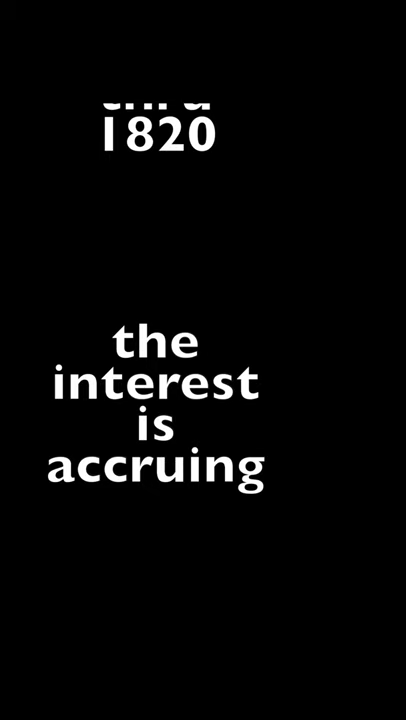 1820
the
interest
is
accruing